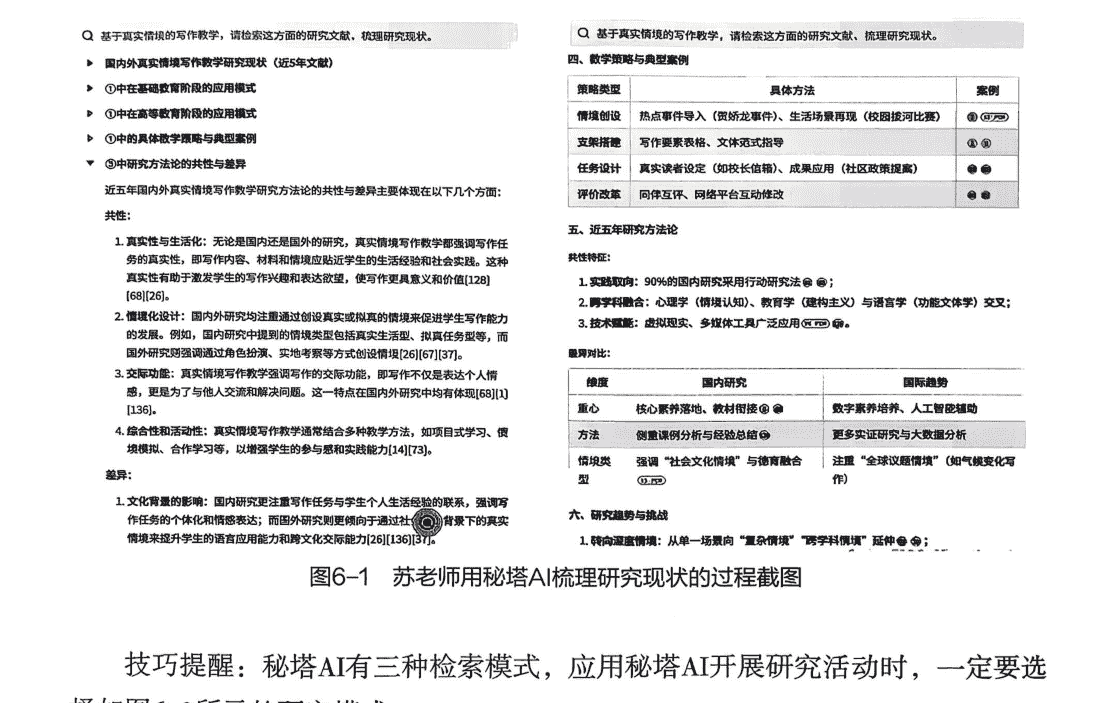 基于真实情境的写作教学，请检索这方面的研究文献、梳理研究现状。
国内外真实情境写作教学研究现状（近5年文献）
①中在基础教育阶段的应用模式
①中在高等教育阶段的应用模式
①中的具体教学策略与典型案例
③中研究方法论的共性与差异
近五年国内外真实情境写作教学研究方法论的共性与差异主要体现在以下几个方面：
共性：
1. 真实性与生活化：无论是国内还是国外的研究，真实情境写作教学都强调写作任
务的真实性，即写作内容、材料和情境应贴近学生的生活经验和社会实践。这种
真实性有助于激发学生的写作兴趣和表达欲望，使写作更具意义和价值[128]
[68][26]。
2. 情境化设计：国内外研究均注重通过创设真实或拟真的情境来促进学生写作能力
的发展。例如，国内研究中提到的情境类型包括真实生活型、拟真任务型等，而
国外研究则强调通过角色扮演、实地考察等方式创设情境[26][67][37]。
3. 交际功能：真实情境写作教学强调写作的交际功能，即写作不仅是表达个人情
感，更是为了与他人交流和解决问题。这一特点在国内外研究中均有体现[68][1]
[136]。
4. 综合性和活动性：真实情境写作教学通常结合多种教学方法，如项目式学习、情
境模拟、合作学习等，以增强学生的参与感和实践能力[14][73]。
差异：
1. 文化背景的影响：国内研究更注重写作任务与学生个人生活经验的联系，强调写
作任务的个体化和情感表达；而国外研究则更倾向于通过社 背景下的真实
情境来提升学生的语言应用能力和跨文化交际能力[26][136][37]。
基于真实情境的写作教学，请检索这方面的研究文献、梳理研究现状。
四、教学策略与典型案例
策略类型 具体方法 案例
情境创设 热点事件导入（贺娇龙事件）、生活场景再现（校园拔河比赛）
支架搭建 写作要素表格、文体范式指导
任务设计 真实读者设定（如校长信箱）、成果应用（社区政策提案）
评价改革 同伴互评、网络平台互动修改
五、近五年研究方法论
共性特征：
1. 实践取向：90%的国内研究采用行动研究法；
2. 跨学科融合：心理学（情境认知）、教育学（建构主义）与语言学（功能文体学）交叉；
3. 技术赋能：虚拟现实、多媒体工具广泛应用。
差异对比：
维度 国内研究 国际趋势
重心 核心素养落地、教材衔接 数字素养培养、人工智能辅助
方法 侧重课例分析与经验总结 更多实证研究与大数据分析
情境类 强调“社会文化情境”与德育融合 注重“全球议题情境”（如气候变化写
型 作）
六、研究趋势与挑战
1. 转向深度情境：从单一场景向“复杂情境”“跨学科情境”延伸；
图6-1 苏老师用秘塔AI梳理研究现状的过程截图
技巧提醒：秘塔AI有三种检索模式，应用秘塔AI开展研究活动时，一定要选